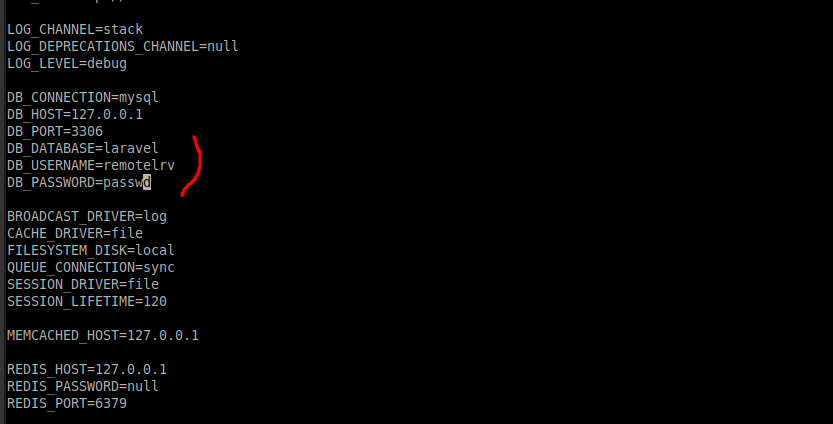 LOG_CHANNEL=stack
LOG_DEPRECATIONS_CHANNEL=null
LOG_LEVEL=debug
DB_CONNECTION=mysql
DB_HOST=127.0.0.1
DB_PORT=3306
DB_DATABASE=laravel
DB_USERNAME=remotelrv
DB_PASSWORD=passwd
BROADCAST_DRIVER=log
CACHE_DRIVER=file
FILESYSTEM_DISK=local
QUEUE_CONNECTION=sync
SESSION_DRIVER=file
SESSION_LIFETIME=120
MEMCACHED_HOST=127.0.0.1
REDIS_HOST=127.0.0.1
REDIS_PASSWORD=null
REDIS_PORT=6379